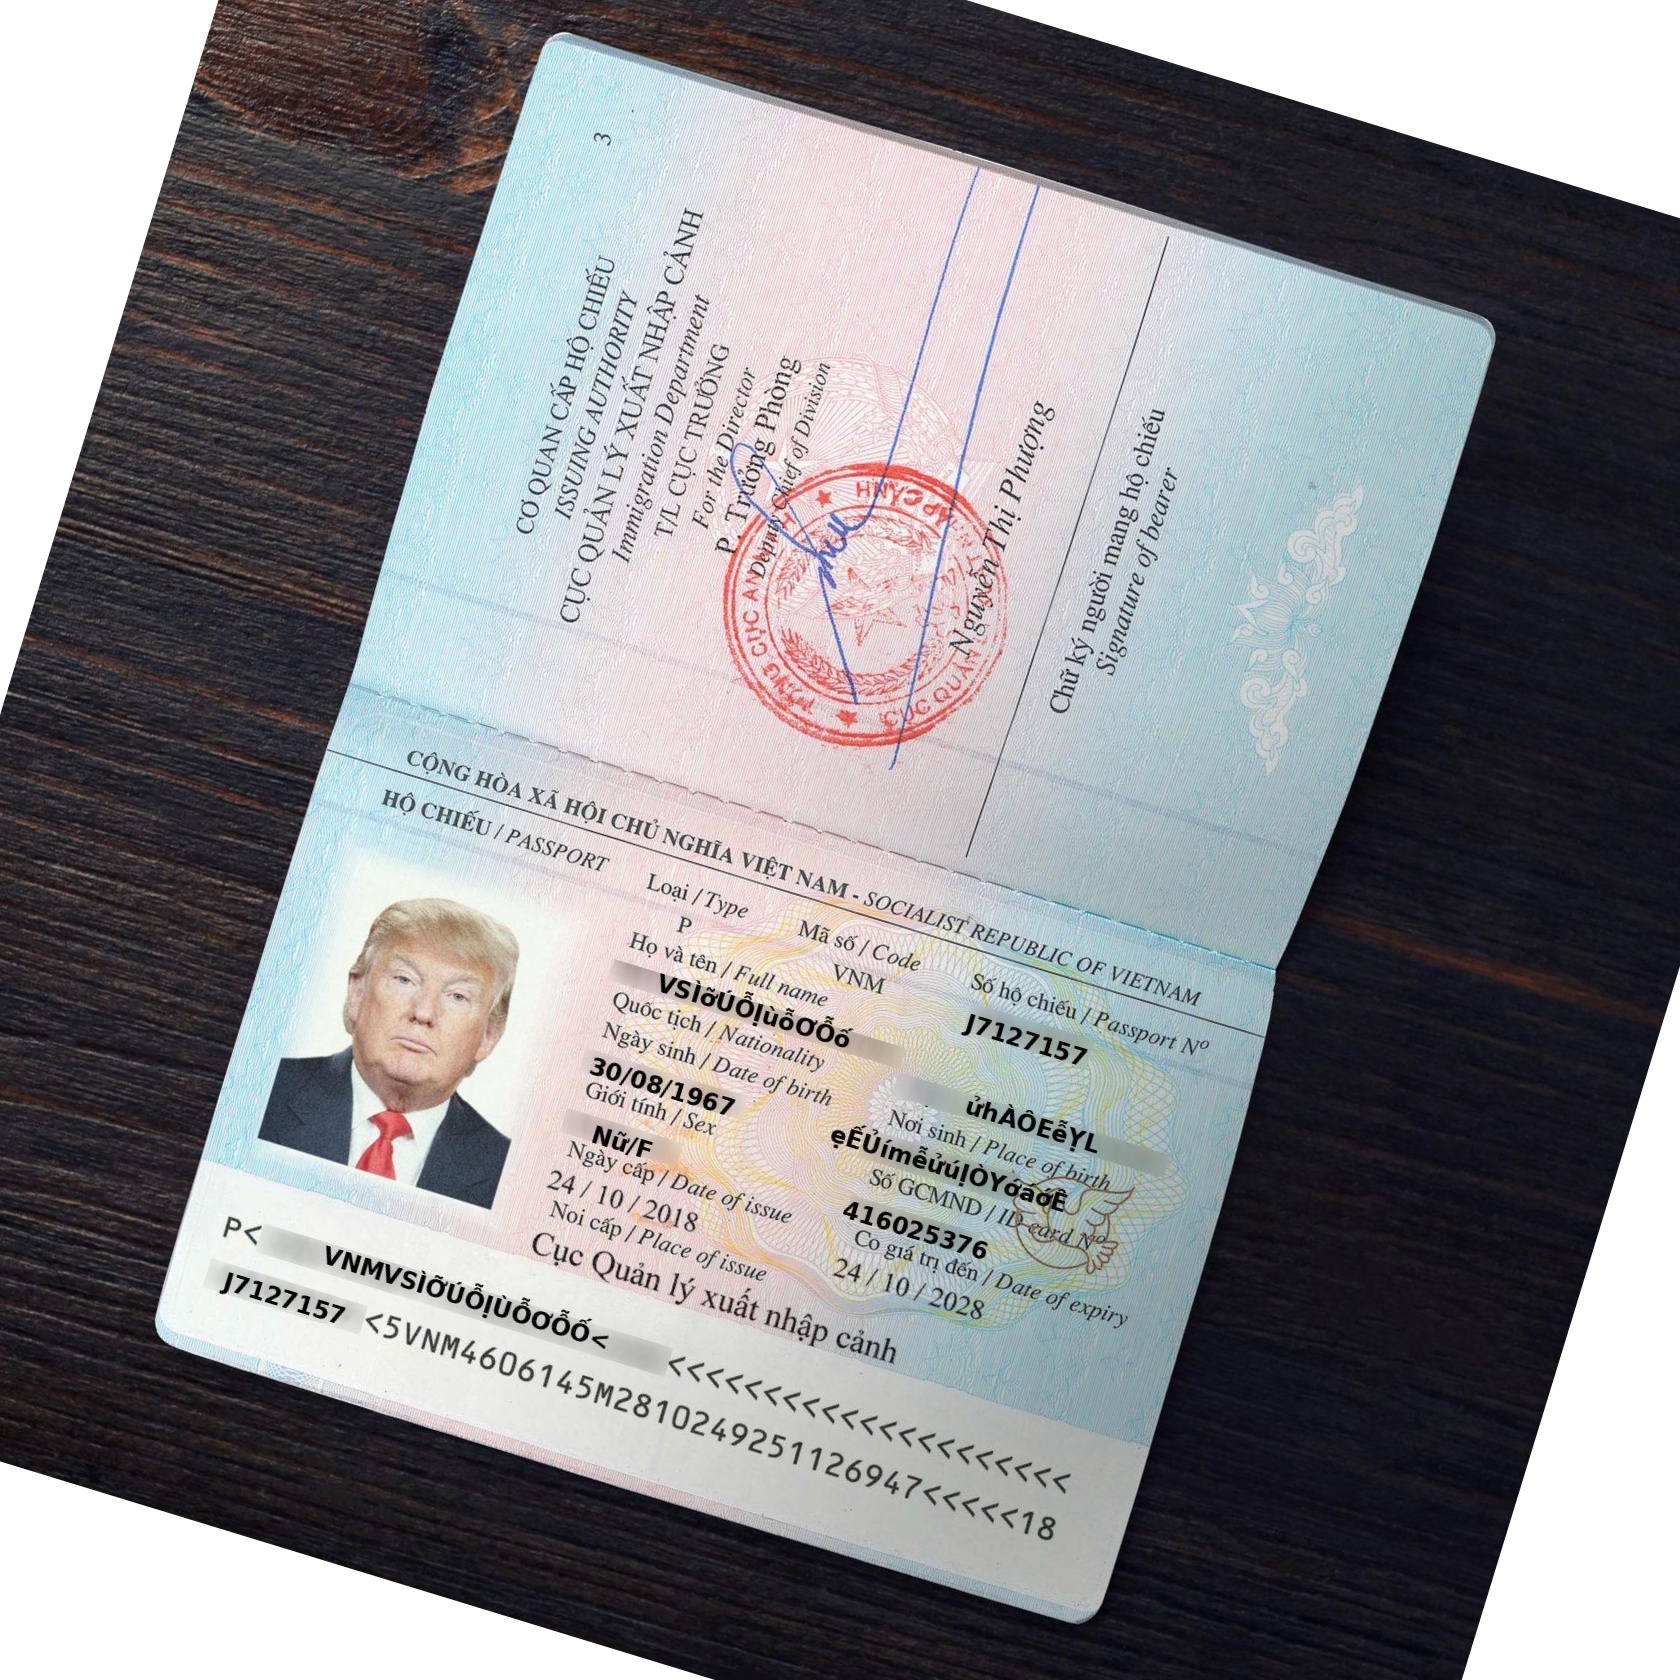 3
CƠ QUAN CẤP HỘ CHIẾU
ISSUING AUTHORITY
CỤC QUẢN LÝ XUẤT NHẬP CẢNH
Immigration Department
T/L CỤC TRƯỞNG
For the Director
P. Trưởng Phòng
Deputy Chief of Division
Nguyễn Thị Phượng
Chữ ký người mang hộ chiếu
Signature of bearer
CỘNG HÒA XÃ HỘI CHỦ NGHĨA VIỆT NAM - SOCIALIST REPUBLIC OF VIETNAM
HỘ CHIẾU / PASSPORT
Loại / Type
Mã số / Code
Số hộ chiếu / Passport Nº
P
VNM
J7127157
Họ và tên / Full name
VSÌỡÚỖỊùỗƠỖố
Quốc tịch / Nationality
ửhÀÔEễỴL
Ngày sinh / Date of birth
Nơi sinh / Place of birth
30/08/1967
ẹẾỦímễửúỊÒYớáớÈ
Giới tính / Sex
Số GCMND / ID card Nº
Nữ/F
416025376
Ngày cấp / Date of issue
Có giá trị đến / Date of expiry
24 / 10 / 2018
24 / 10 / 2028
Nơi cấp / Place of issue
Cục Quản lý xuất nhập cảnh
P< VNMVSÌỠÚỖỊÙỖơỖỐ< <<<<<<<<<<<<<<<<<<<<<
J7127157 <5VNM4606145M2810249251126947<<<<<18